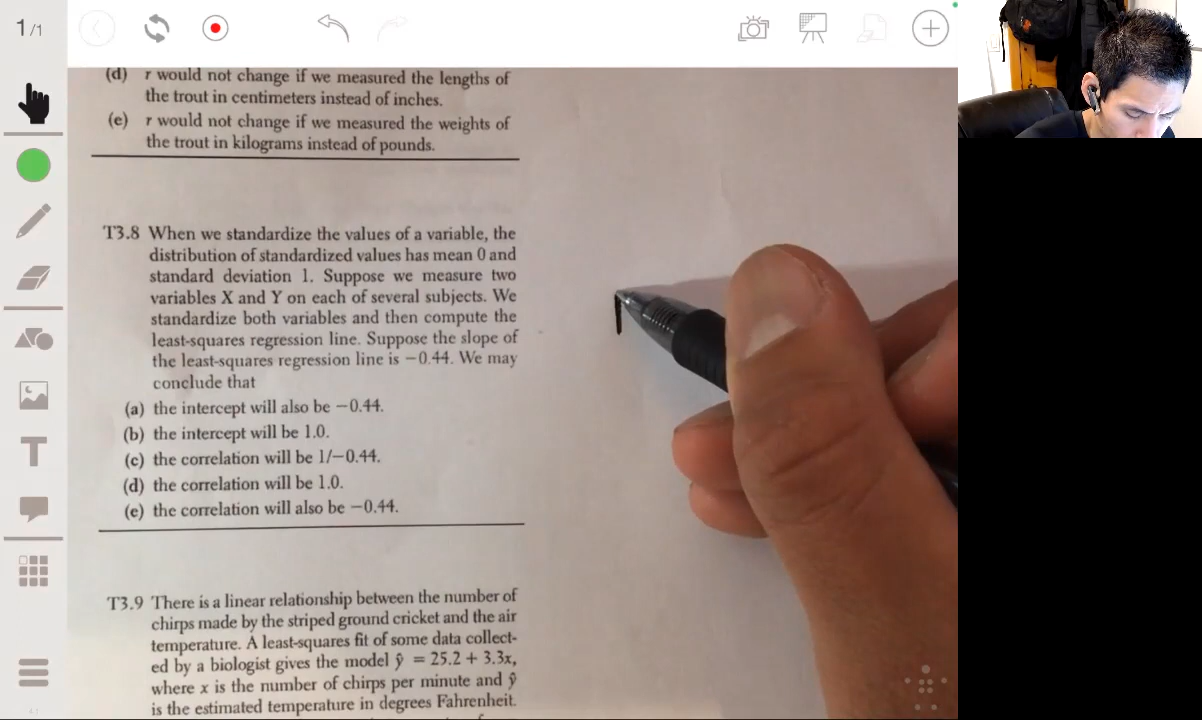 1/1
(d) r would not change if we measured the lengths of
the trout in centimeters instead of inches.
(e) r would not change if we measured the weights of
the trout in kilograms instead of pounds.
T3.8 When we standardize the values of a variable, the
distribution of standardized values has mean 0 and
standard deviation 1. Suppose we measure two
variables X and Y on each of several subjects. We
standardize both variables and then compute the
least-squares regression line. Suppose the slope of
the least-squares regression line is −0.44. We may
conclude that
(a) the intercept will also be −0.44.
(b) the intercept will be 1.0.
(c) the correlation will be 1/−0.44.
(d) the correlation will be 1.0.
(e) the correlation will also be −0.44.
T3.9 There is a linear relationship between the number of
chirps made by the striped ground cricket and the air
temperature. A least-squares fit of some data collect-
ed by a biologist gives the model ŷ = 25.2 + 3.3x,
where x is the number of chirps per minute and ŷ
is the estimated temperature in degrees Fahrenheit.
T